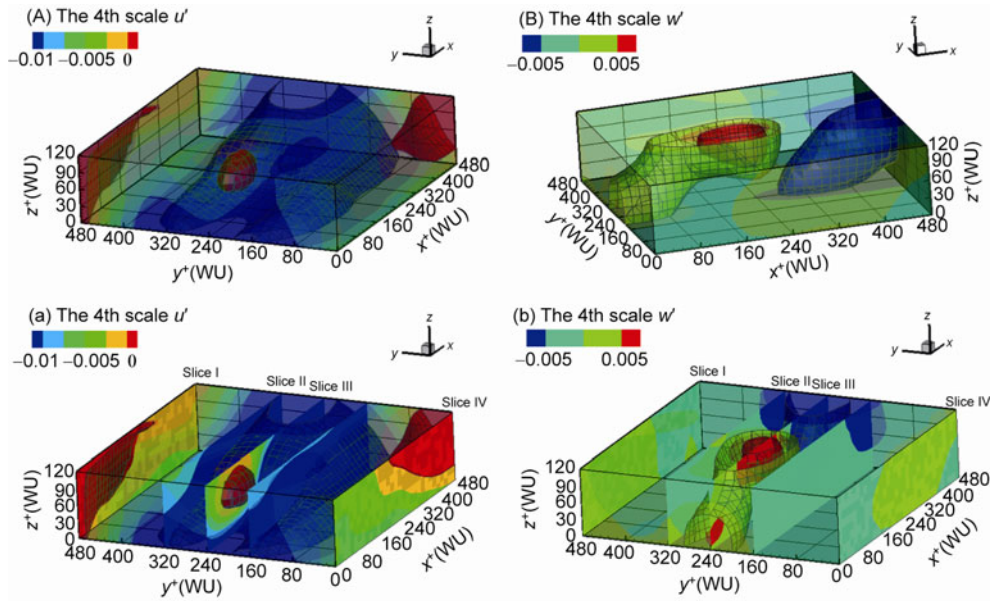 (A) The 4th scale u′
−0.01 −0.005 0
z
y x
120
90
60
30
0
z⁺(WU)
480 400 320 240 160 80 0
y⁺(WU)
0 80 160 240 320 400 480
x⁺(WU)
(B) The 4th scale w′
−0.005 0.005
z
y x
480 400 320 240 160 80 0
y⁺(WU)
0 80 160 240 320 400 480
x⁺(WU)
120
90
60
30
0
z⁺(WU)
(a) The 4th scale u′
−0.01 −0.005 0
z
y x
Slice I Slice II Slice III Slice IV
120
90
60
30
0
z⁺(WU)
480 400 320 240 160 80 0
y⁺(WU)
0 80 160 240 320 400 480
x⁺(WU)
(b) The 4th scale w′
−0.005 0.005
z
y x
Slice I Slice II Slice III Slice IV
120
90
60
30
0
z⁺(WU)
480 400 320 240 160 80 0
y⁺(WU)
0 80 160 240 320 400 480
x⁺(WU)